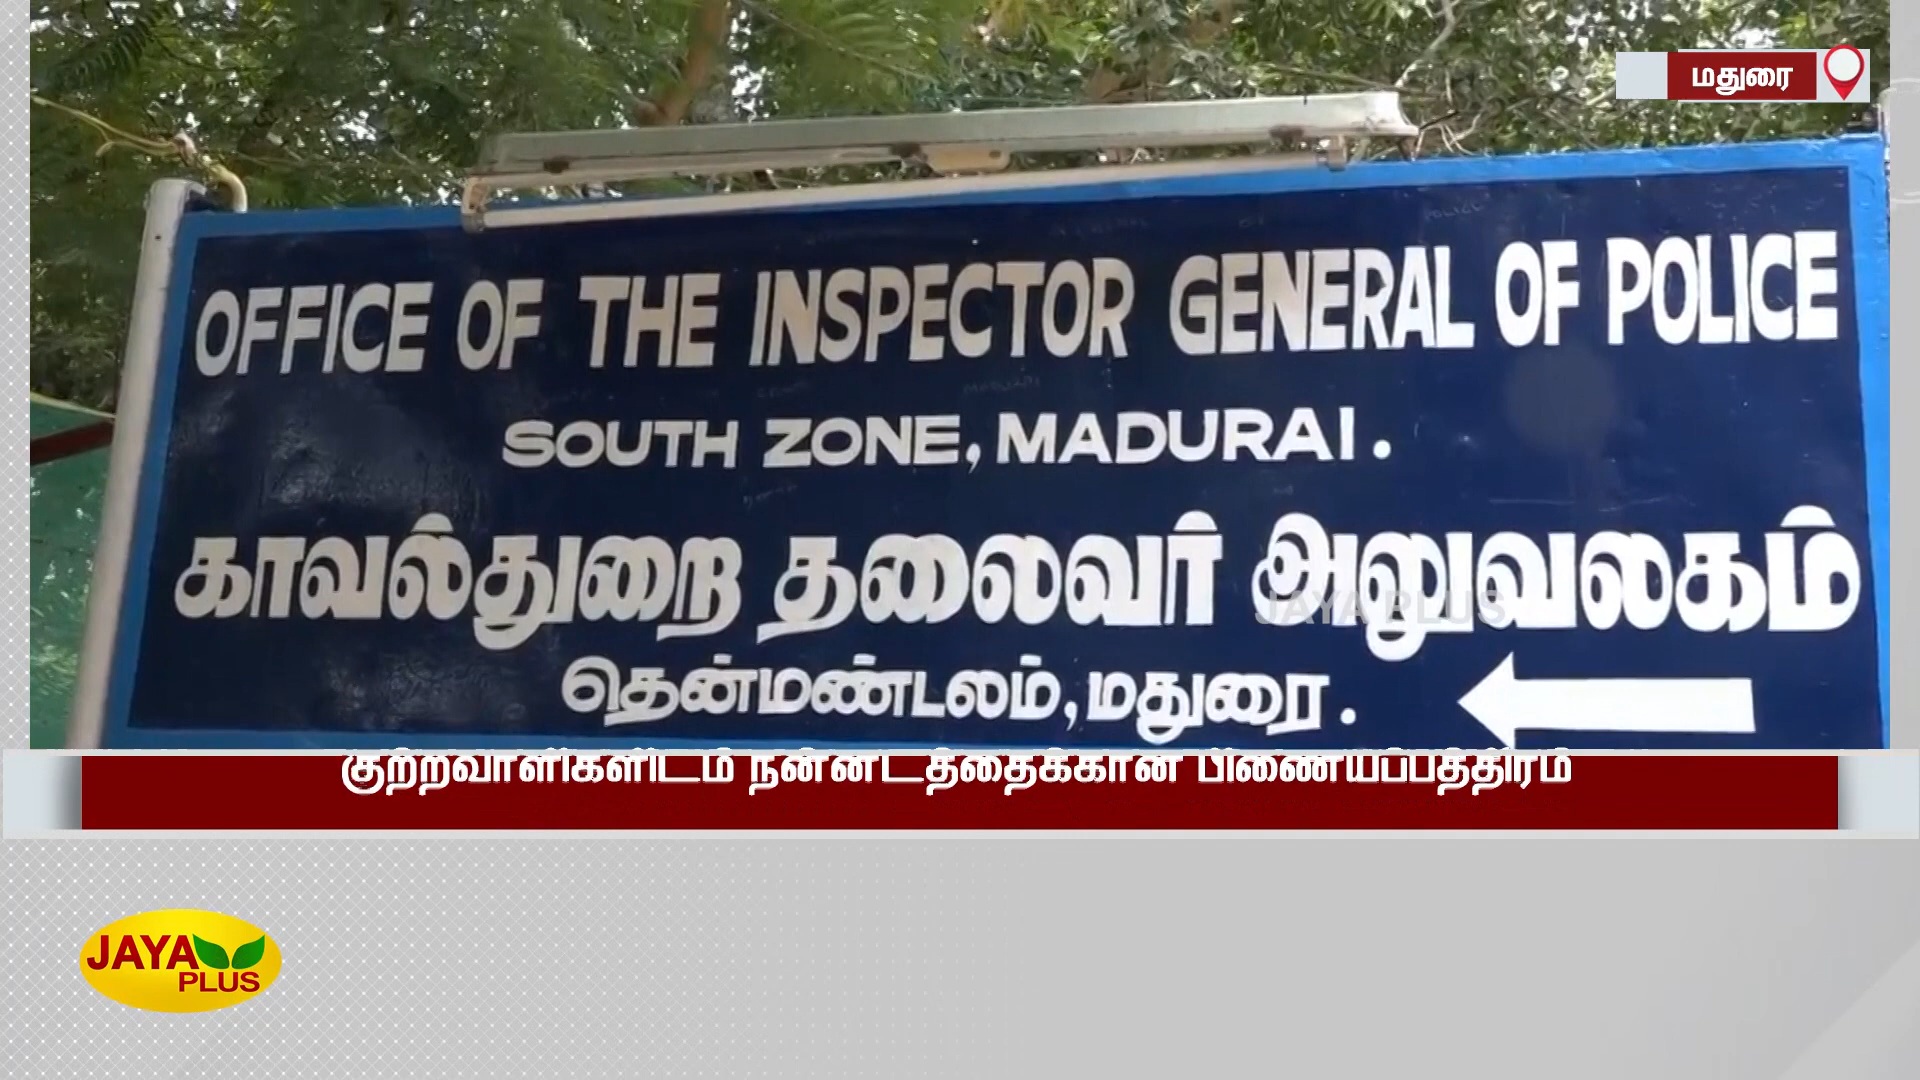 மதுரை
OFFICE OF THE INSPECTOR GENERAL OF POLICE
SOUTH ZONE, MADURAI.
காவல்துறை தலைவர் அலுவலகம்
JAYA PLUS
தென்மண்டலம், மதுரை.
குற்றவாளிகளிடம் நன்னடத்தைக்கான பிணையப்பத்திரம்
JAYA
PLUS